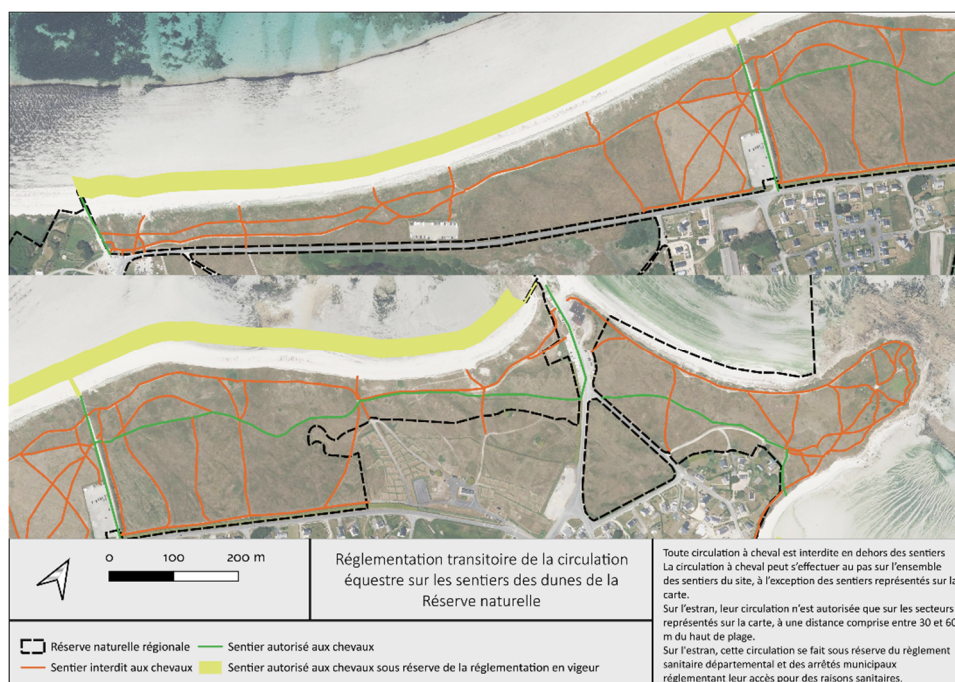 0 100 200 m
Réglementation transitoire de la circulation
équestre sur les sentiers des dunes de la
Réserve naturelle
Réserve naturelle régionale
Sentier autorisé aux chevaux
Sentier interdit aux chevaux
Sentier autorisé aux chevaux sous réserve de la réglementation en vigueur
Toute circulation à cheval est interdite en dehors des sentiers
La circulation à cheval peut s'effectuer au pas sur l'ensemble
des sentiers du site, à l'exception des sentiers représentés sur la
carte.
Sur l'estran, leur circulation n'est autorisée que sur les secteurs
représentés sur la carte, à une distance comprise entre 30 et 60
m du haut de plage.
Sur l'estran, cette circulation se fait sous réserve du règlement
sanitaire départemental et des arrêtés municipaux
réglementant leur accès pour des raisons sanitaires.